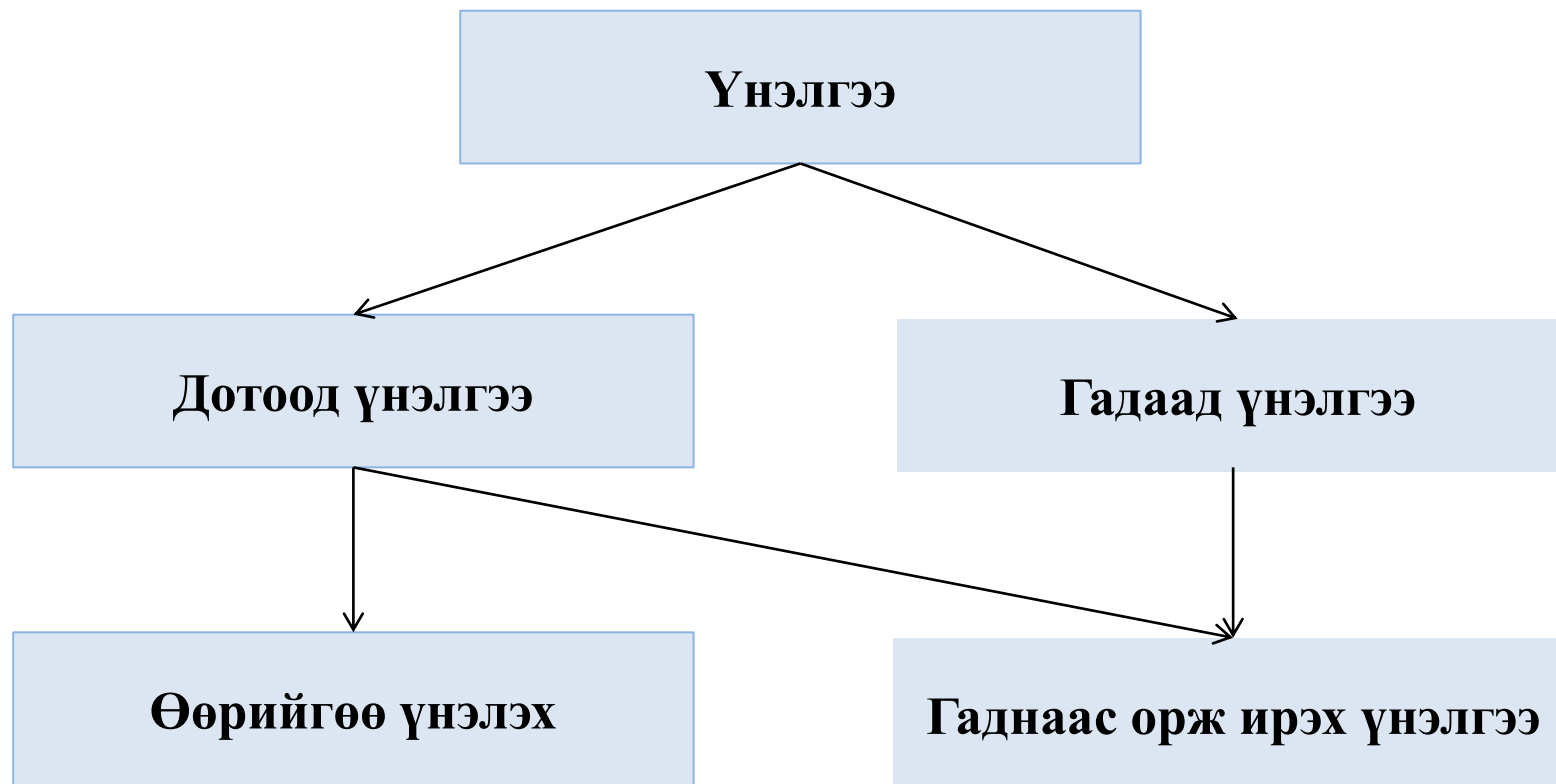 Үнэлгээ
Дотоод үнэлгээ
Гадаад үнэлгээ
Өөрийгөө үнэлэх
Гаднаас орж ирэх үнэлгээ